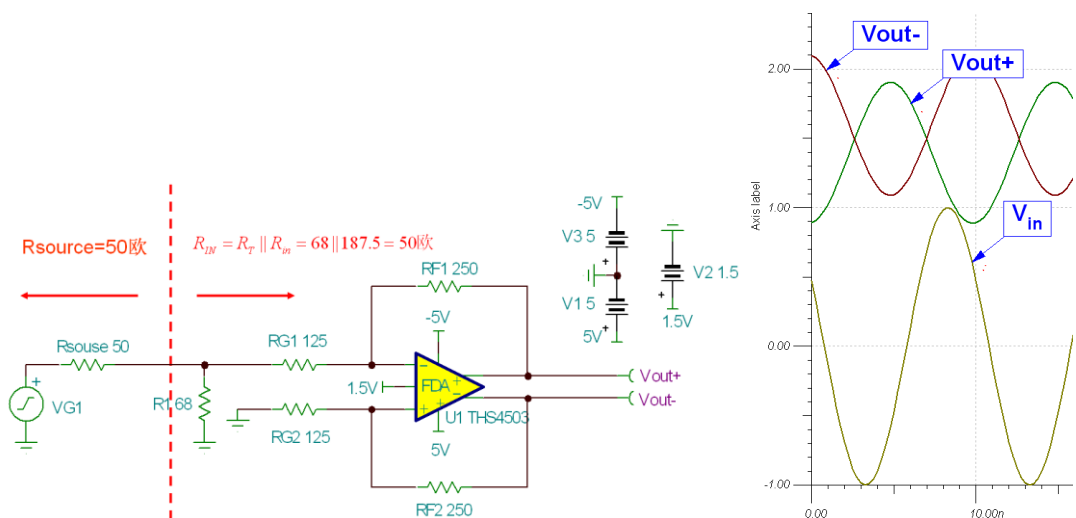 Rsource=50欧
R_IN = R_T || R_in = 68||187.5 = 50欧
RF1 250
-5V
V3 5
+
V2 1.5
+
V1 5
+
5V
1.5V
-5V
Rsouse 50
RG1 125
+
VG1
R1 68
1.5V
FDA
-
+
+
-
+
U1 THS4503
Vout+
Vout-
RG2 125
5V
RF2 250
Vout-
Vout+
V_in
Axis label
2.00
1.00
0.00
-1.00
0.00
10.00n